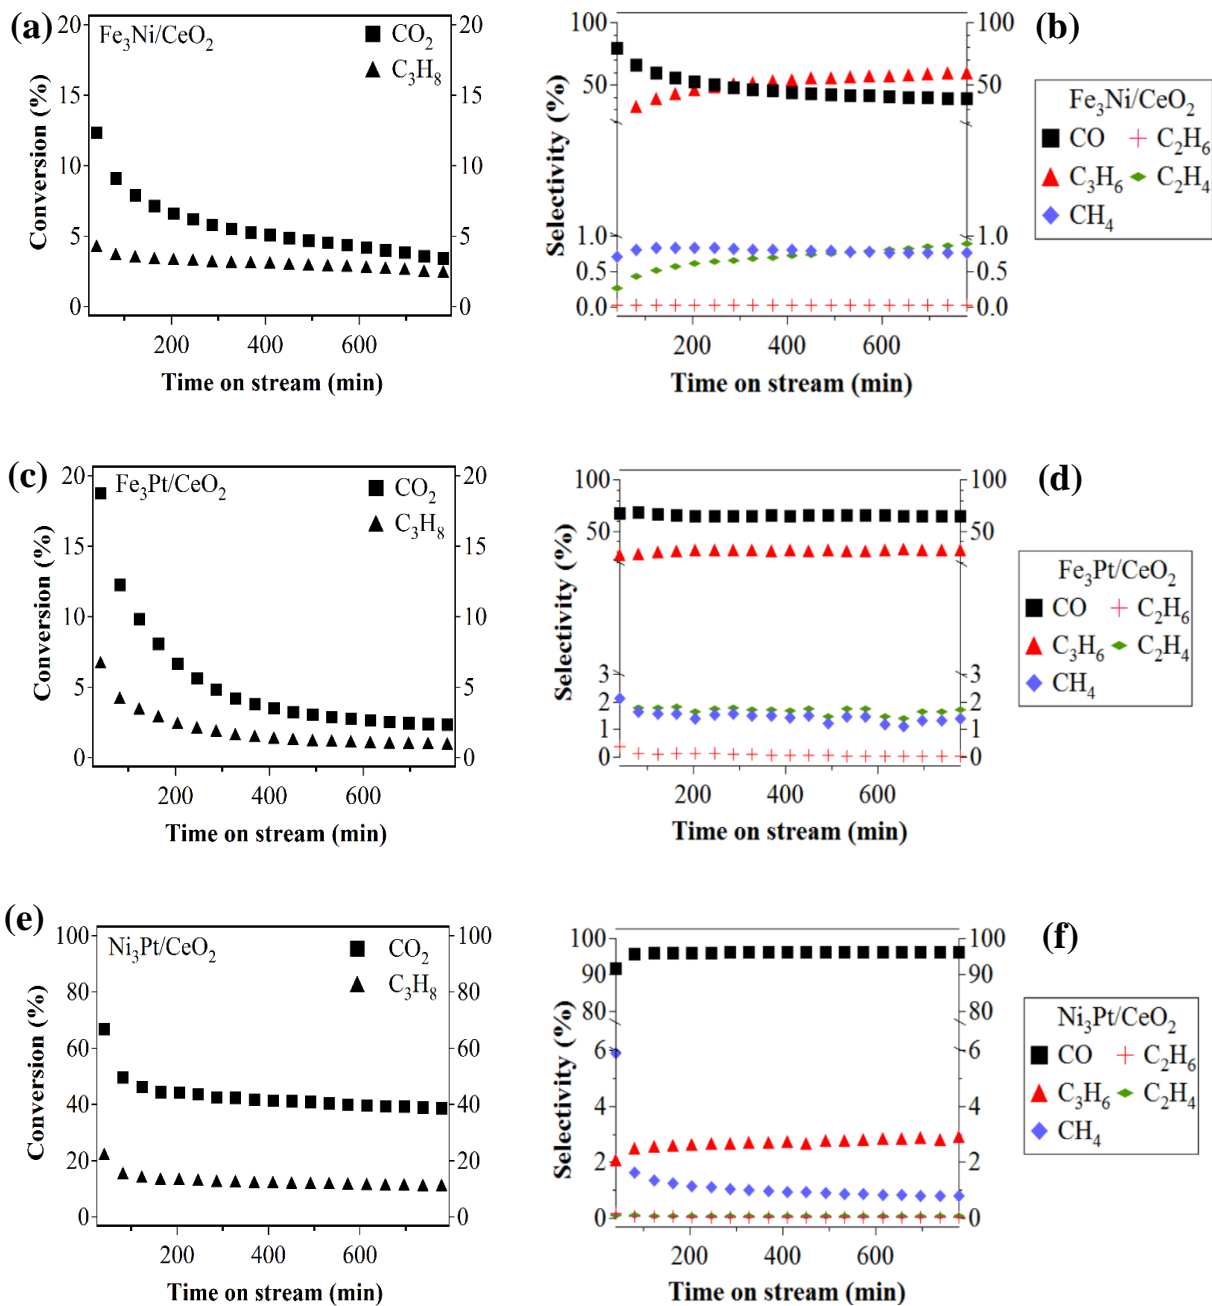 (a)
Fe3Ni/CeO2
CO2
C3H8
Conversion (%)
20
15
10
5
0
20
15
10
5
0
200 400 600
Time on stream (min)
(b)
Selectivity (%)
100
50
1.0
0.5
0.0
100
50
1.0
0.5
0.0
200 400 600
Time on stream (min)
Fe3Ni/CeO2
CO C2H6
C3H6 C2H4
CH4
(c)
Fe3Pt/CeO2
CO2
C3H8
Conversion (%)
20
15
10
5
0
20
15
10
5
0
200 400 600
Time on stream (min)
(d)
Selectivity (%)
100
50
3
2
1
0
100
50
3
2
1
0
200 400 600
Time on stream (min)
Fe3Pt/CeO2
CO C2H6
C3H6 C2H4
CH4
(e)
Ni3Pt/CeO2
CO2
C3H8
Conversion (%)
100
80
60
40
20
0
100
80
60
40
20
0
200 400 600
Time on stream (min)
(f)
Selectivity (%)
100
90
80
6
4
2
0
100
90
80
6
4
2
0
200 400 600
Time on stream (min)
Ni3Pt/CeO2
CO C2H6
C3H6 C2H4
CH4